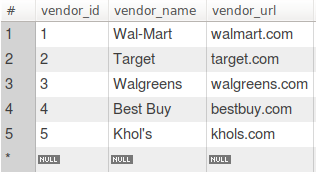 # vendor_id vendor_name vendor_url
1 1 Wal-Mart walmart.com
2 2 Target target.com
3 3 Walgreens walgreens.com
4 4 Best Buy bestbuy.com
5 5 Khol's khols.com
* NULL NULL NULL